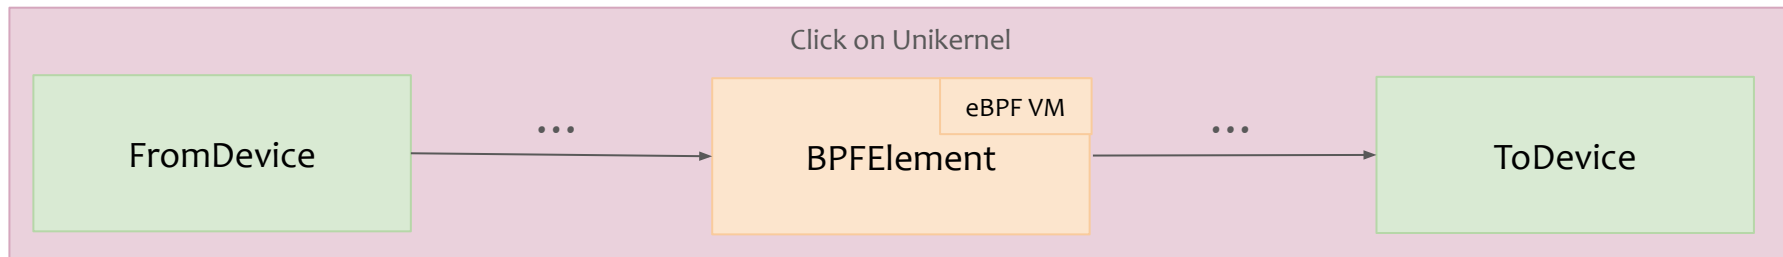 Click on Unikernel
FromDevice
...
eBPF VM
BPFElement
...
ToDevice